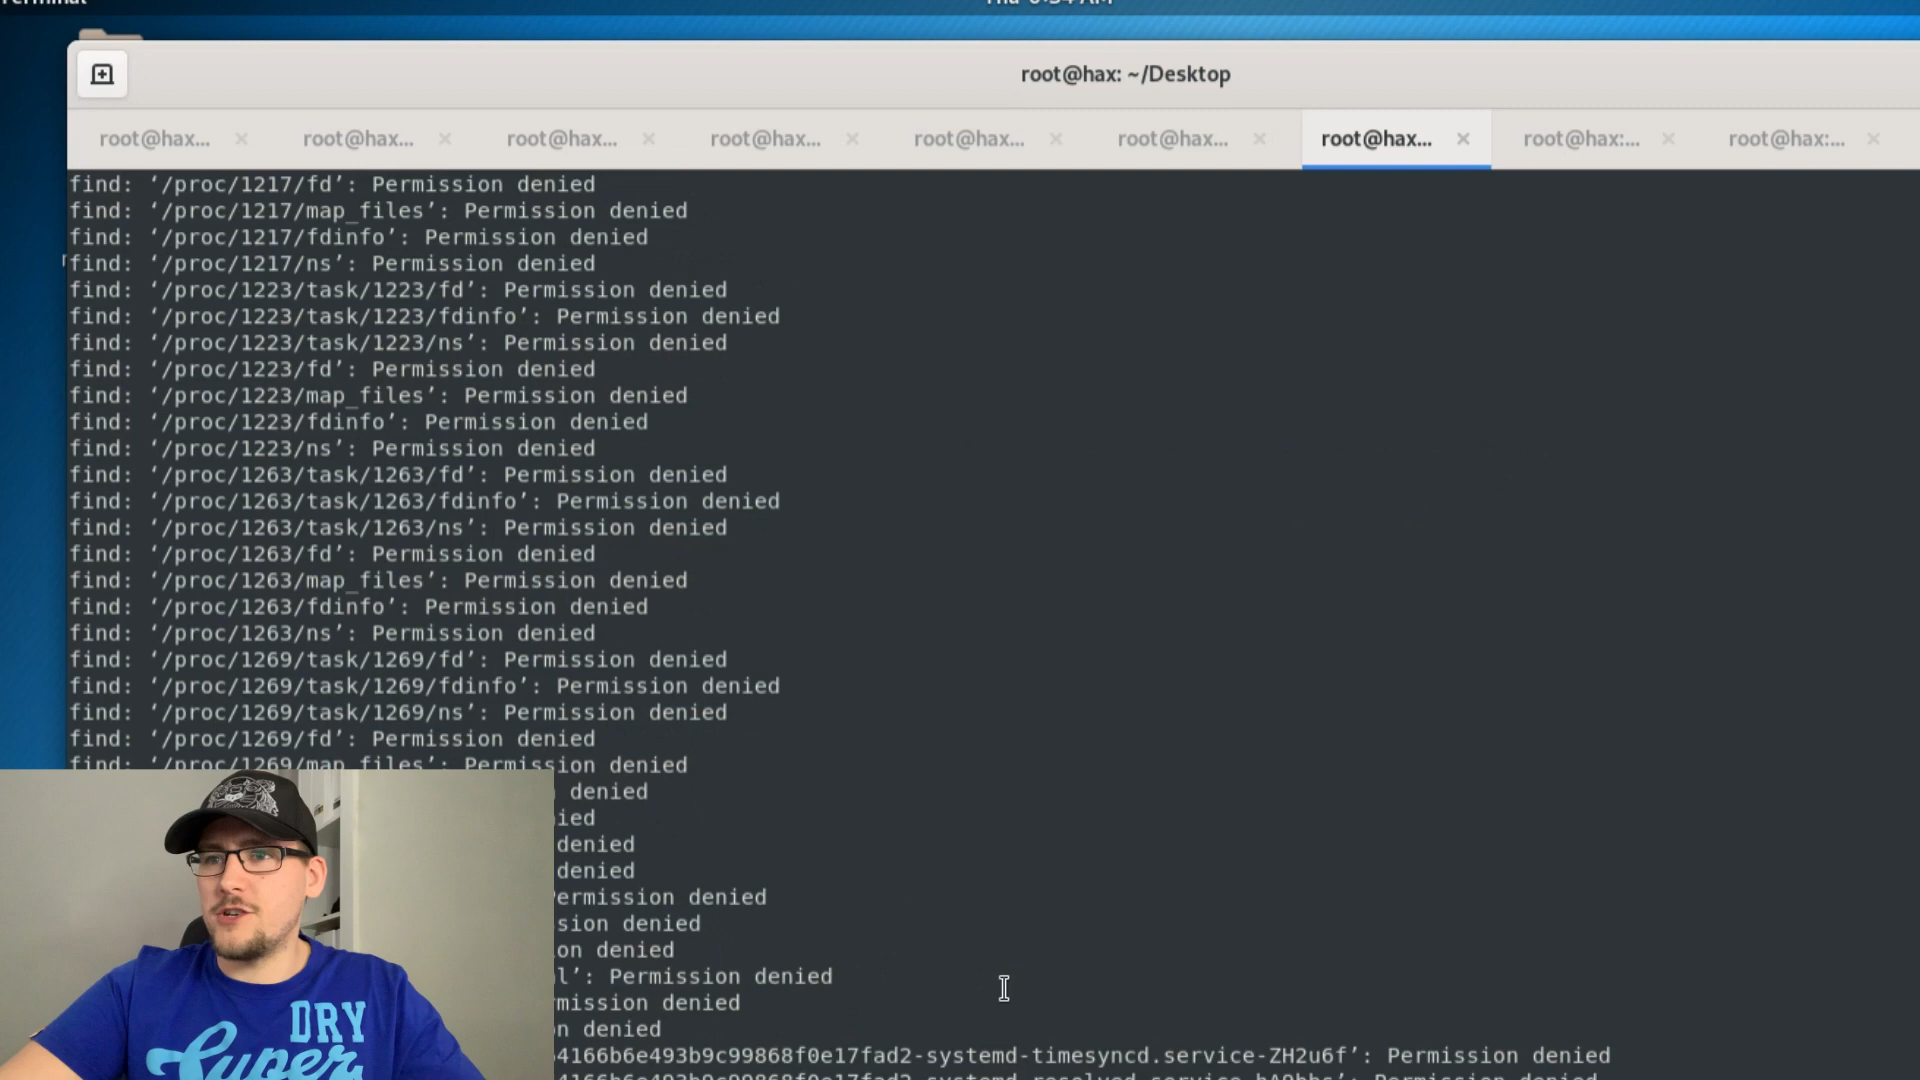 root@hax: ~/Desktop
root@hax... root@hax... root@hax... root@hax... root@hax... root@hax... root@hax... root@hax:... root@hax:...
find: ‘/proc/1217/fd’: Permission denied
find: ‘/proc/1217/map_files’: Permission denied
find: ‘/proc/1217/fdinfo’: Permission denied
find: ‘/proc/1217/ns’: Permission denied
find: ‘/proc/1223/task/1223/fd’: Permission denied
find: ‘/proc/1223/task/1223/fdinfo’: Permission denied
find: ‘/proc/1223/task/1223/ns’: Permission denied
find: ‘/proc/1223/fd’: Permission denied
find: ‘/proc/1223/map_files’: Permission denied
find: ‘/proc/1223/fdinfo’: Permission denied
find: ‘/proc/1223/ns’: Permission denied
find: ‘/proc/1263/task/1263/fd’: Permission denied
find: ‘/proc/1263/task/1263/fdinfo’: Permission denied
find: ‘/proc/1263/task/1263/ns’: Permission denied
find: ‘/proc/1263/fd’: Permission denied
find: ‘/proc/1263/map_files’: Permission denied
find: ‘/proc/1263/fdinfo’: Permission denied
find: ‘/proc/1263/ns’: Permission denied
find: ‘/proc/1269/task/1269/fd’: Permission denied
find: ‘/proc/1269/task/1269/fdinfo’: Permission denied
find: ‘/proc/1269/task/1269/ns’: Permission denied
find: ‘/proc/1269/fd’: Permission denied
find: ‘/proc/1269/map_files’: Permission denied
denied
ied
denied
denied
ermission denied
sion denied
on denied
l’: Permission denied
mission denied
n denied
4166b6e493b9c99868f0e17fad2-systemd-timesyncd.service-ZH2u6f’: Permission denied
DRY
Super